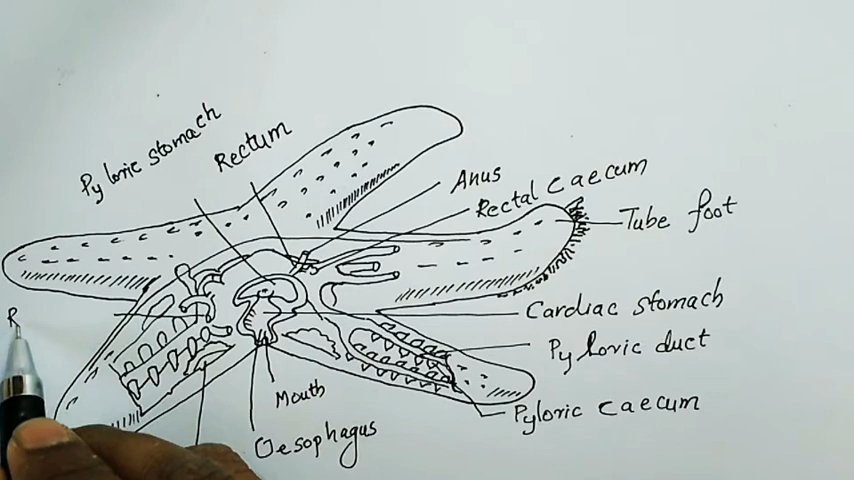 Pyloric stomach
Rectum
Anus
Rectal caecum
Tube foot
Cardiac stomach
Pyloric duct
Pyloric caecum
Mouth
Oesophagus
R